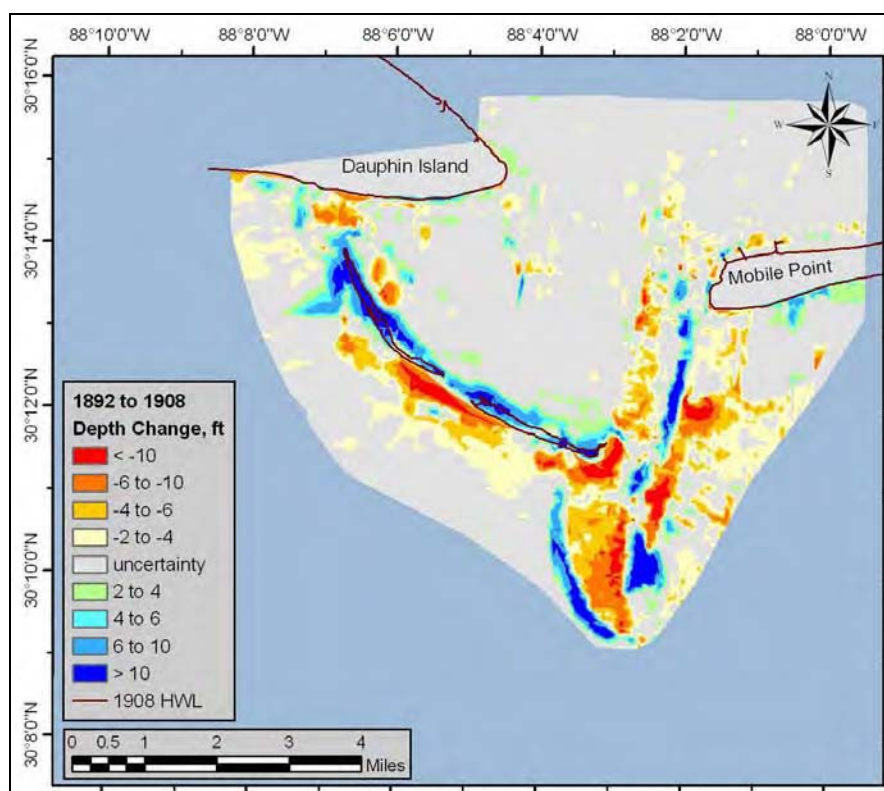 88°10'0"W 88°8'0"W 88°6'0"W 88°4'0"W 88°2'0"W 88°0'0"W
30°16'0"N
N
W E
S
Dauphin Island
30°14'0"N
Mobile Point
30°12'0"N
1892 to 1908
Depth Change, ft
< -10
-6 to -10
-4 to -6
-2 to -4
uncertainty
2 to 4
4 to 6
6 to 10
> 10
1908 HWL
30°10'0"N
30°8'0"N
0 0.5 1 2 3 4
Miles